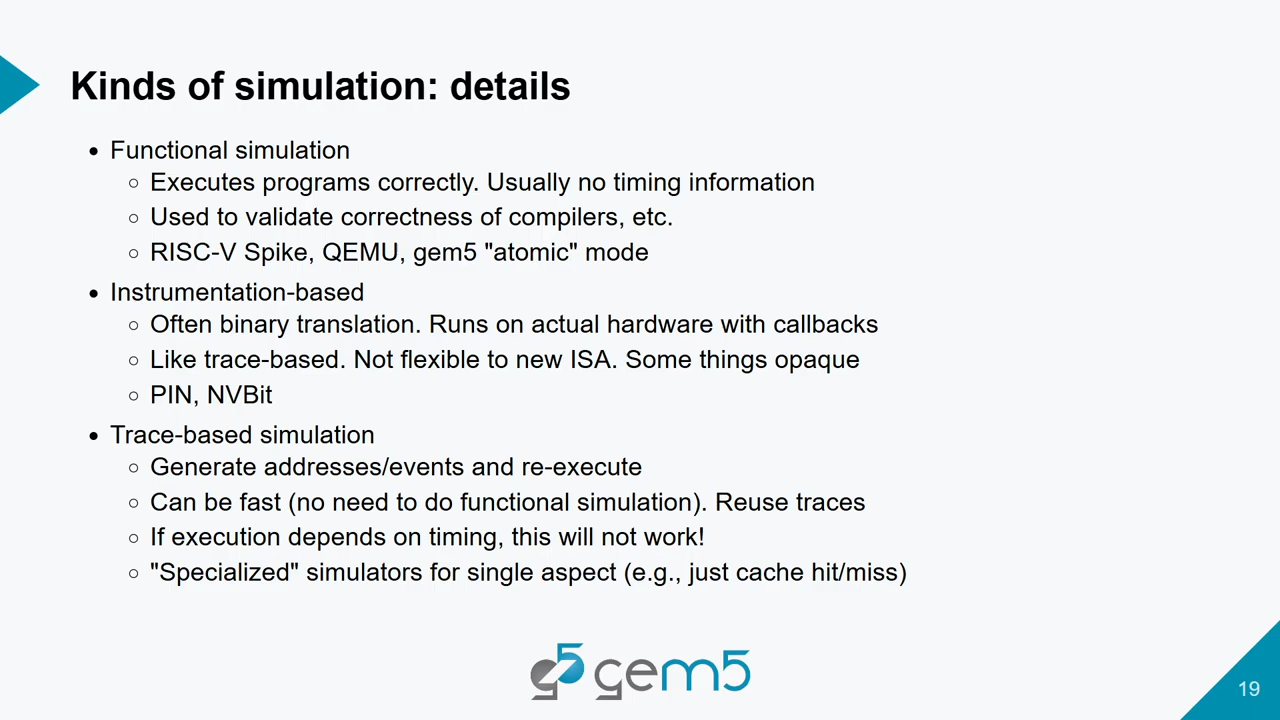 Kinds of simulation: details
• Functional simulation
○ Executes programs correctly. Usually no timing information
○ Used to validate correctness of compilers, etc.
○ RISC-V Spike, QEMU, gem5 "atomic" mode
• Instrumentation-based
○ Often binary translation. Runs on actual hardware with callbacks
○ Like trace-based. Not flexible to new ISA. Some things opaque
○ PIN, NVBit
• Trace-based simulation
○ Generate addresses/events and re-execute
○ Can be fast (no need to do functional simulation). Reuse traces
○ If execution depends on timing, this will not work!
○ "Specialized" simulators for single aspect (e.g., just cache hit/miss)
g5 gem5
19